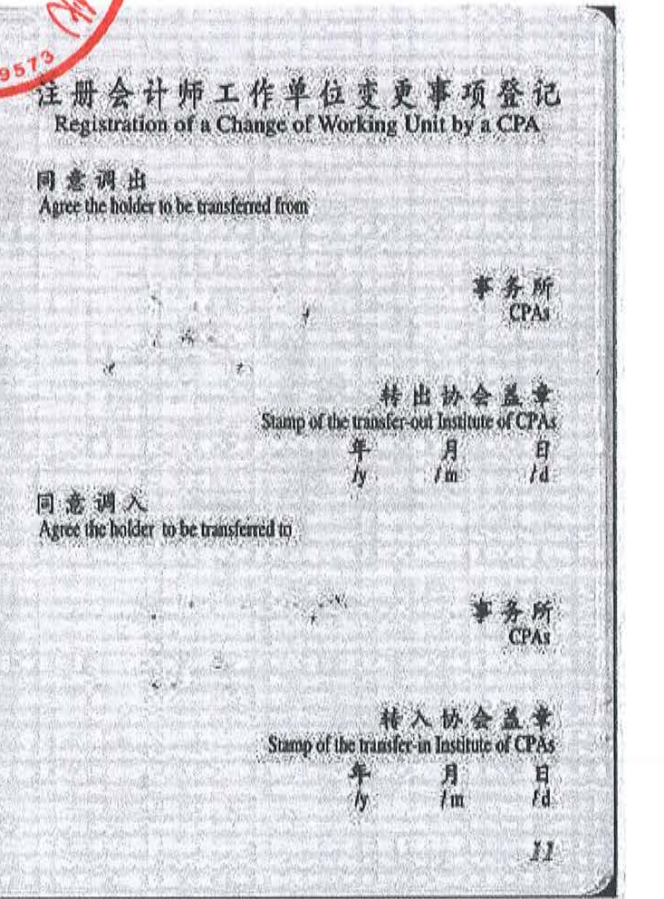 9573
注册会计师工作单位变更事项登记
Registration of a Change of Working Unit by a CPA
同意调出
Agree the holder to be transferred from
事务所
CPAs
转出协会盖章
Stamp of the transfer-out Institute of CPAs
年 月 日
/y /m /d
同意调入
Agree the holder to be transferred to
事务所
CPAs
转入协会盖章
Stamp of the transfer-in Institute of CPAs
年 月 日
/y /m /d
11